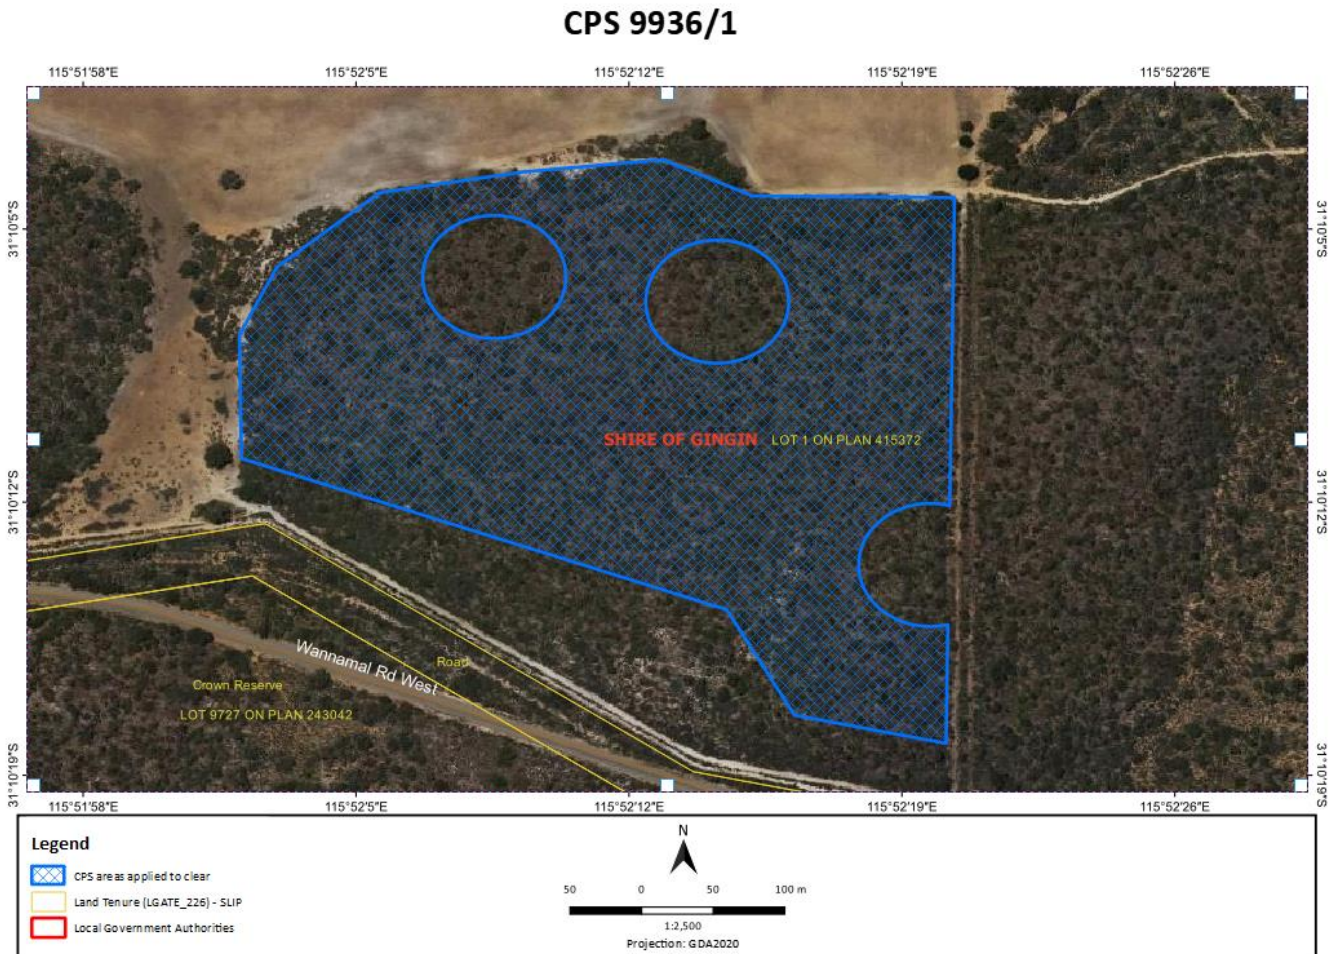 CPS 9936/1
115°51'58"E 115°52'5"E 115°52'12"E 115°52'19"E 115°52'26"E
31°10'5"S 31°10'5"S
SHIRE OF GINGIN LOT 1 ON PLAN 415372
31°10'12"S 31°10'12"S
Wannamal Rd West
Road
Crown Reserve
LOT 9727 ON PLAN 243042
31°10'19"S 31°10'19"S
115°51'58"E 115°52'5"E 115°52'12"E 115°52'19"E 115°52'26"E
Legend
CPS areas applied to clear
Land Tenure (LGATE_226) - SLIP
Local Government Authorities
N
50 0 50 100 m
1:2,500
Projection: GDA2020